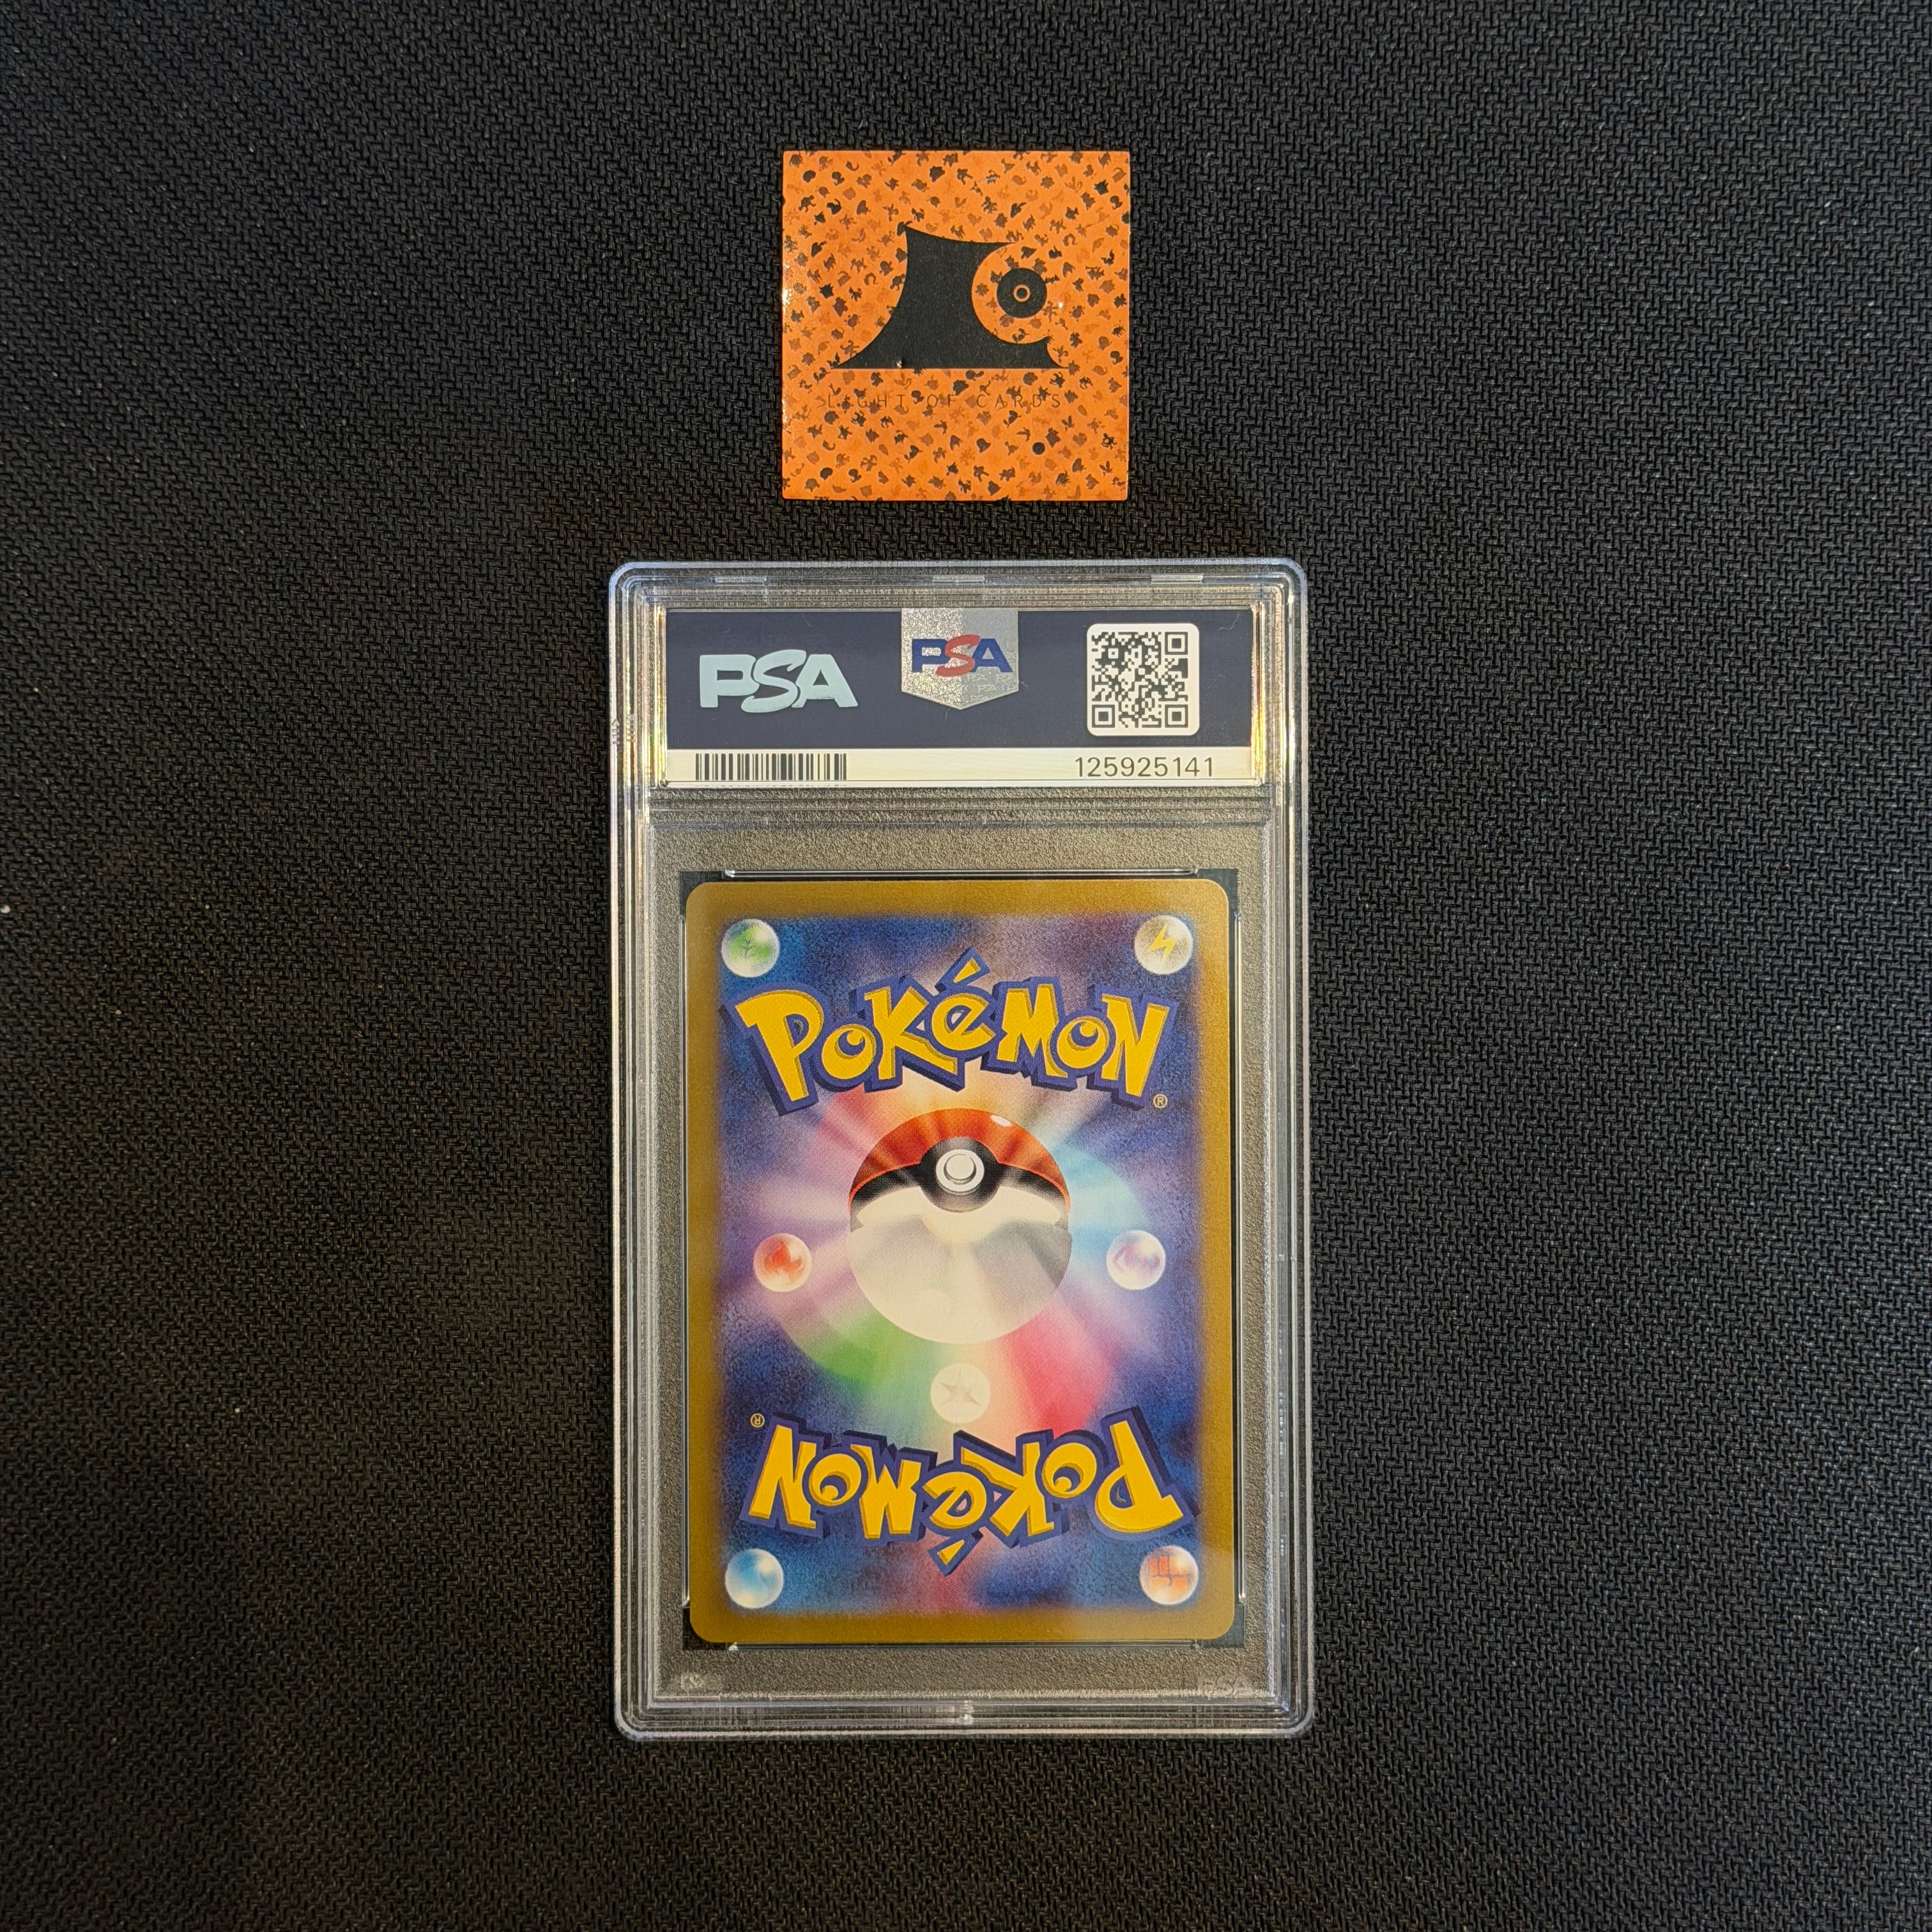 LIGHT OF CARDS
PSA
PSA
125925141
POKéMON
®
®
POKéMON